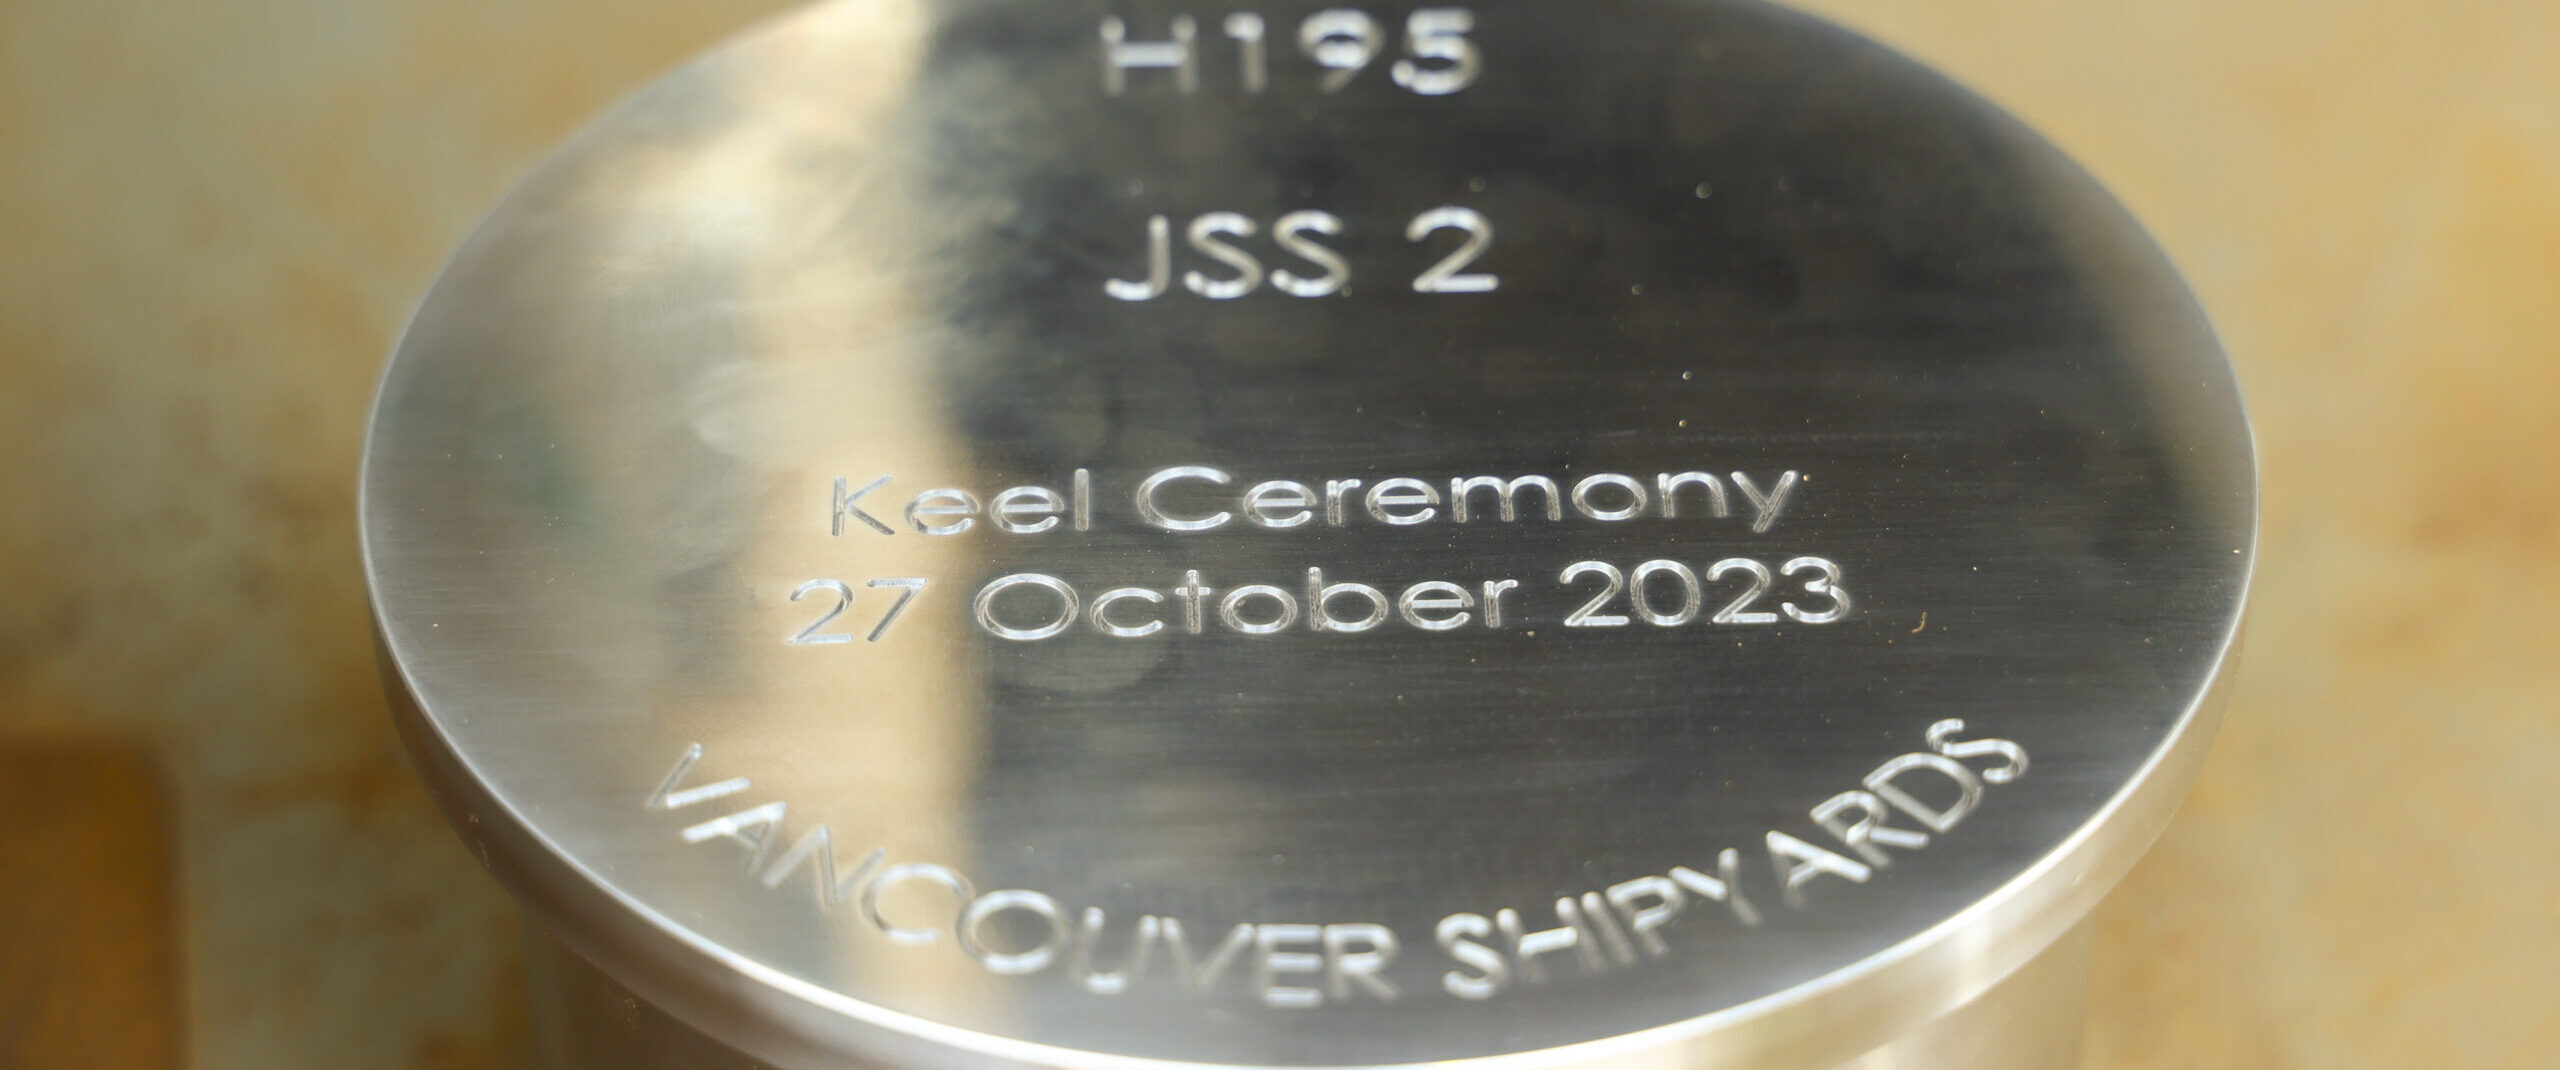 H195
JSS 2
Keel Ceremony
27 October 2023
VANCOUVER SHIPYARDS